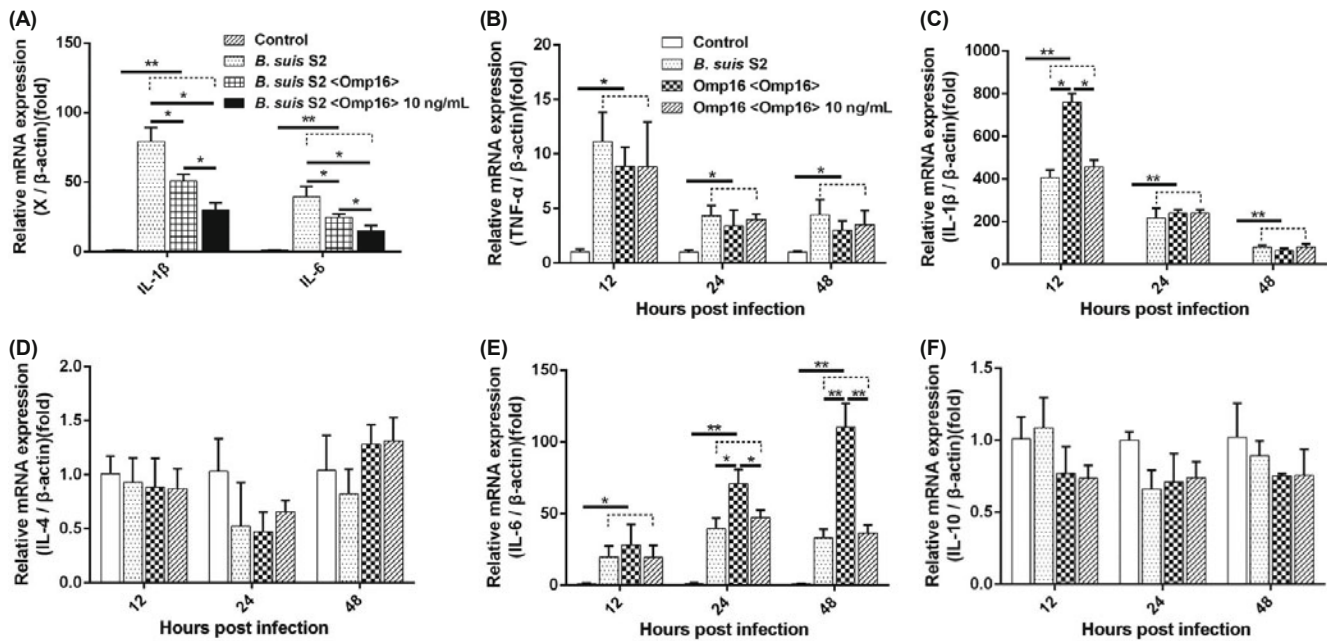 (A)
Relative mRNA expression
(X / β-actin)(fold)
150
100
50
0
Control
B. suis S2
B. suis S2 <Omp16>
B. suis S2 <Omp16> 10 ng/mL
**
*
*
*
**
*
*
*
IL-1β
IL-6
(B)
Relative mRNA expression
(TNF-α / β-actin)(fold)
20
15
10
5
0
Control
B. suis S2
Omp16 <Omp16>
Omp16 <Omp16> 10 ng/mL
*
*
*
12
24
48
Hours post infection
(C)
Relative mRNA expression
(IL-1β / β-actin)(fold)
1000
800
600
400
200
0
**
*
*
**
**
12
24
48
Hours post infection
(D)
Relative mRNA expression
(IL-4 / β-actin)(fold)
2.0
1.5
1.0
0.5
0.0
12
24
48
Hours post infection
(E)
Relative mRNA expression
(IL-6 / β-actin)(fold)
150
100
50
0
*
**
*
*
**
**
**
12
24
48
Hours post infection
(F)
Relative mRNA expression
(IL-10 / β-actin)(fold)
1.5
1.0
0.5
0.0
12
24
48
Hours post infection